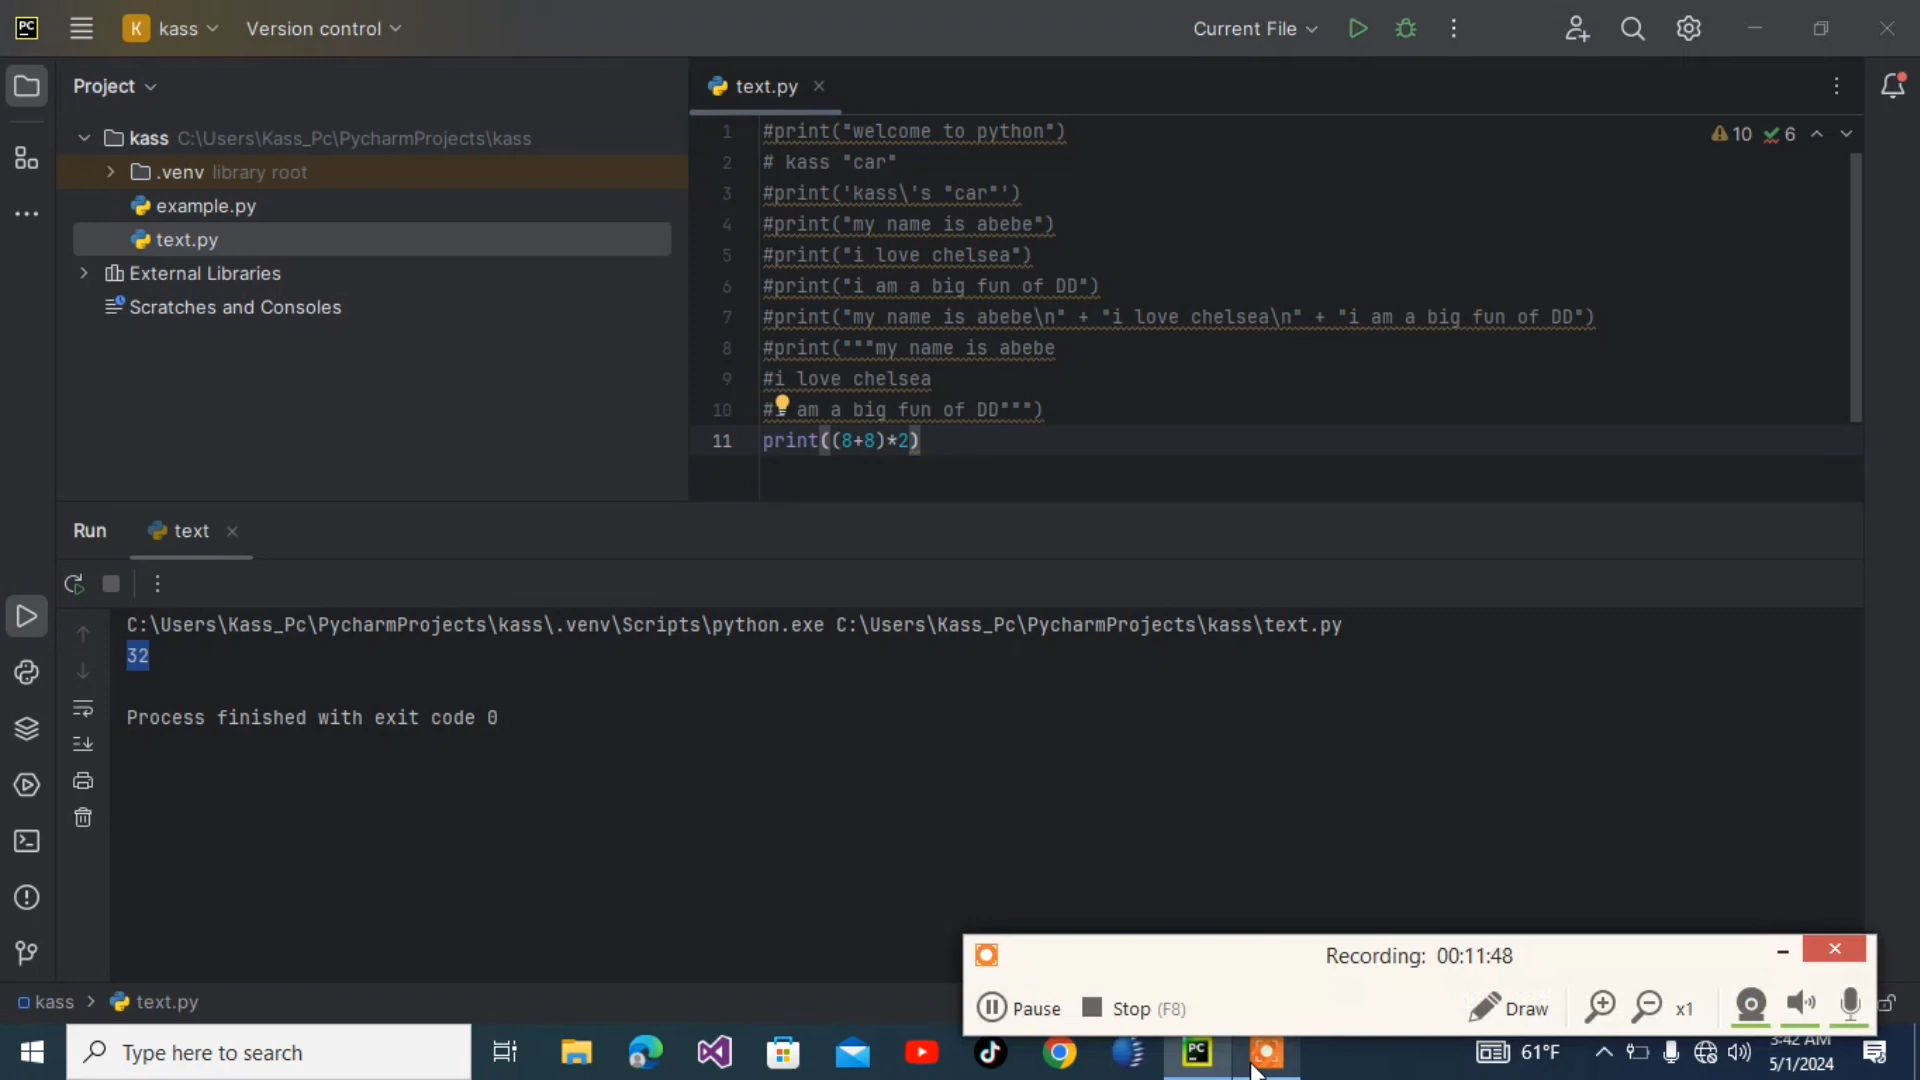 PC
K kass
Version control
Current File
Project
text.py
kass C:\Users\Kass_Pc\PycharmProjects\kass
.venv library root
example.py
text.py
External Libraries
Scratches and Consoles
10 6
1 #print("welcome to python")
2 # kass "car"
3 #print('kass\'s "car"')
4 #print("my name is abebe")
5 #print("i love chelsea")
6 #print("i am a big fun of DD")
7 #print("my name is abebe\n" + "i love chelsea\n" + "i am a big fun of DD")
8 #print("""my name is abebe
9 #i love chelsea
10 # am a big fun of DD""")
11 print((8+8)*2)
Run
text
C:\Users\Kass_Pc\PycharmProjects\kass\.venv\Scripts\python.exe C:\Users\Kass_Pc\PycharmProjects\kass\text.py
32
Process finished with exit code 0
Recording: 00:11:48
Pause
Stop (F8)
Draw
x1
kass > text.py
Type here to search
PC
61°F
3:42 AM
5/1/2024